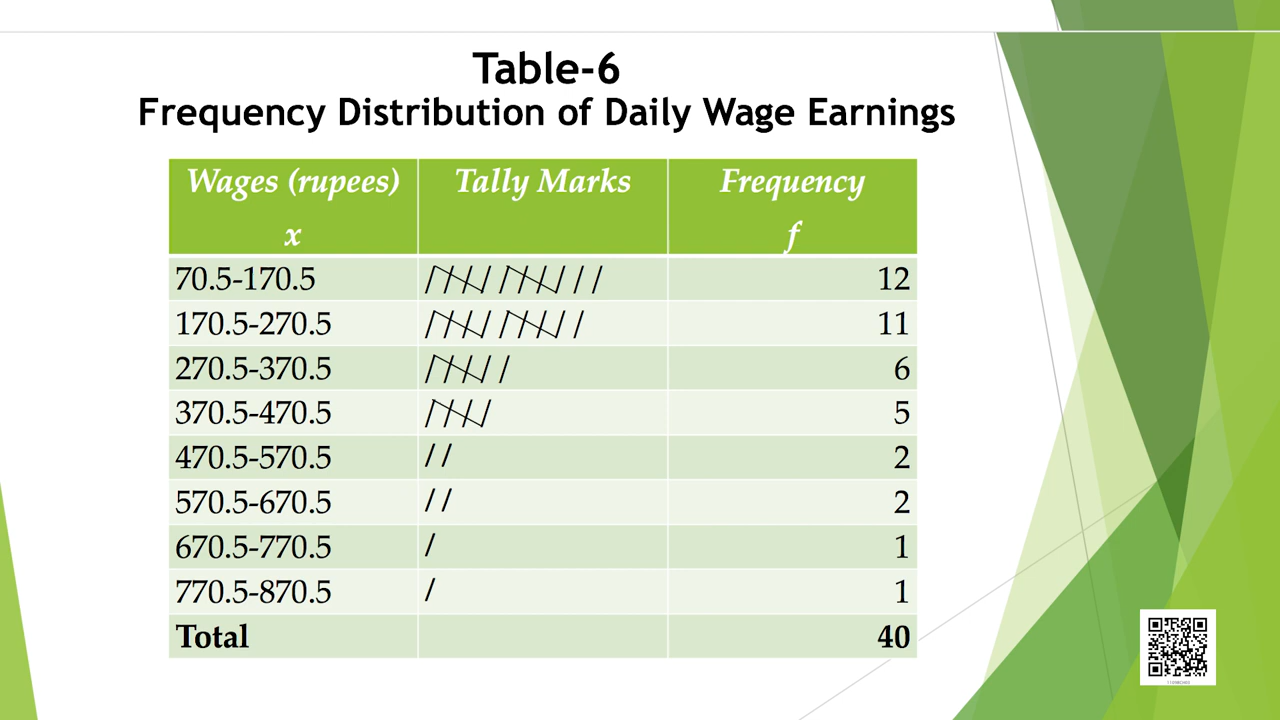 Table-6
Frequency Distribution of Daily Wage Earnings
Wages (rupees) Tally Marks Frequency
x f
70.5-170.5 12
170.5-270.5 11
270.5-370.5 6
370.5-470.5 5
470.5-570.5 // 2
570.5-670.5 // 2
670.5-770.5 / 1
770.5-870.5 / 1
Total 40